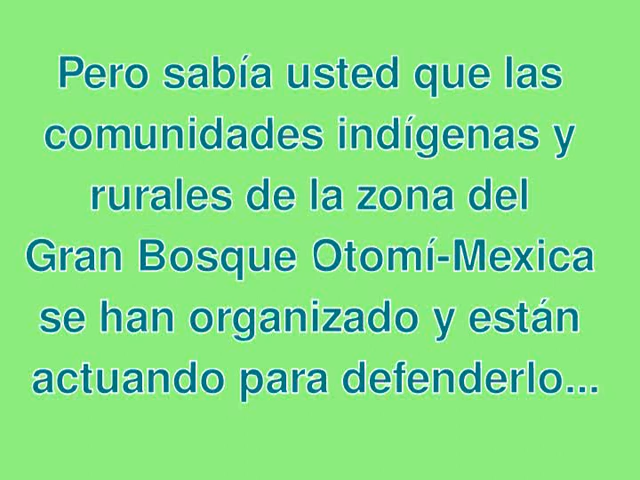 Pero sabía usted que las
comunidades indígenas y
rurales de la zona del
Gran Bosque Otomí-Mexica
se han organizado y están
actuando para defenderlo...